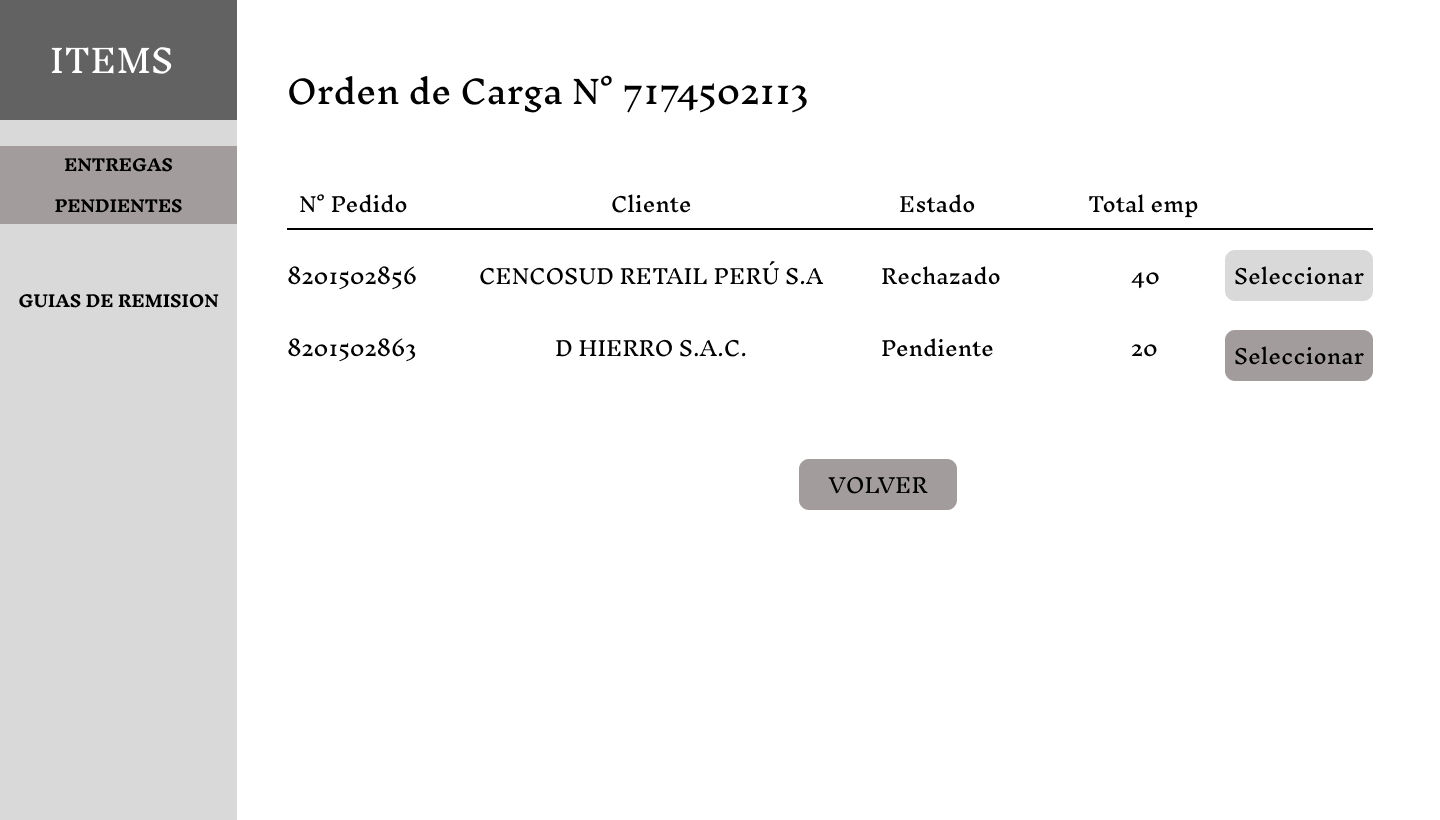 ITEMS
ENTREGAS
PENDIENTES
GUIAS DE REMISION
Orden de Carga N° 7174502113
N° Pedido Cliente Estado Total emp
8201502856 CENCOSUD RETAIL PERÚ S.A Rechazado 40 Seleccionar
8201502863 D HIERRO S.A.C. Pendiente 20 Seleccionar
VOLVER